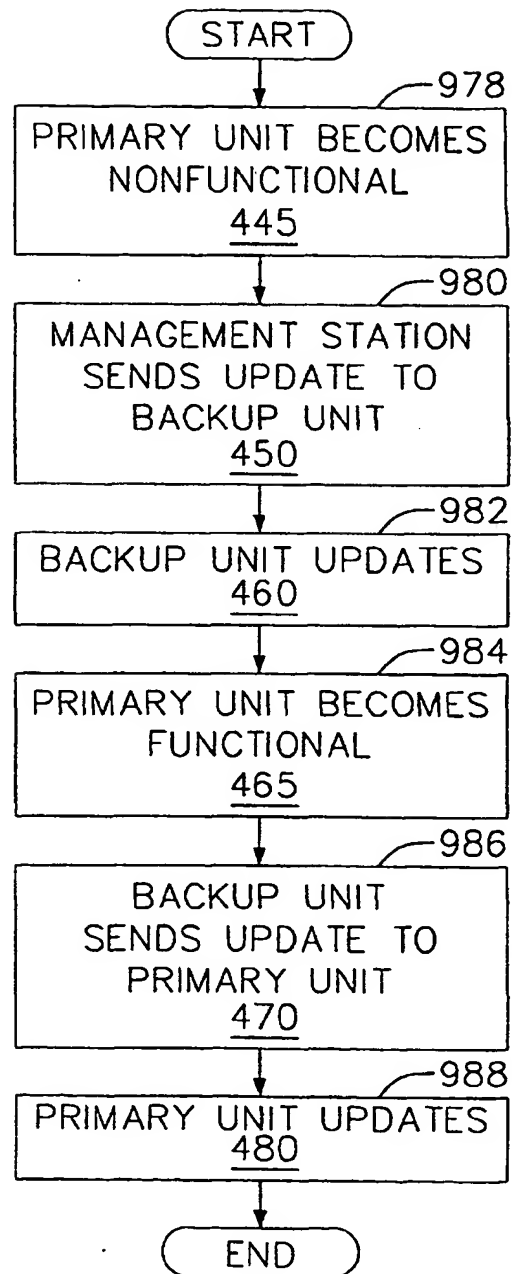 START
978
PRIMARY UNIT BECOMES
NONFUNCTIONAL
445
980
MANAGEMENT STATION
SENDS UPDATE TO
BACKUP UNIT
450
982
BACKUP UNIT UPDATES
460
984
PRIMARY UNIT BECOMES
FUNCTIONAL
465
986
BACKUP UNIT
SENDS UPDATE TO
PRIMARY UNIT
470
988
PRIMARY UNIT UPDATES
480
END